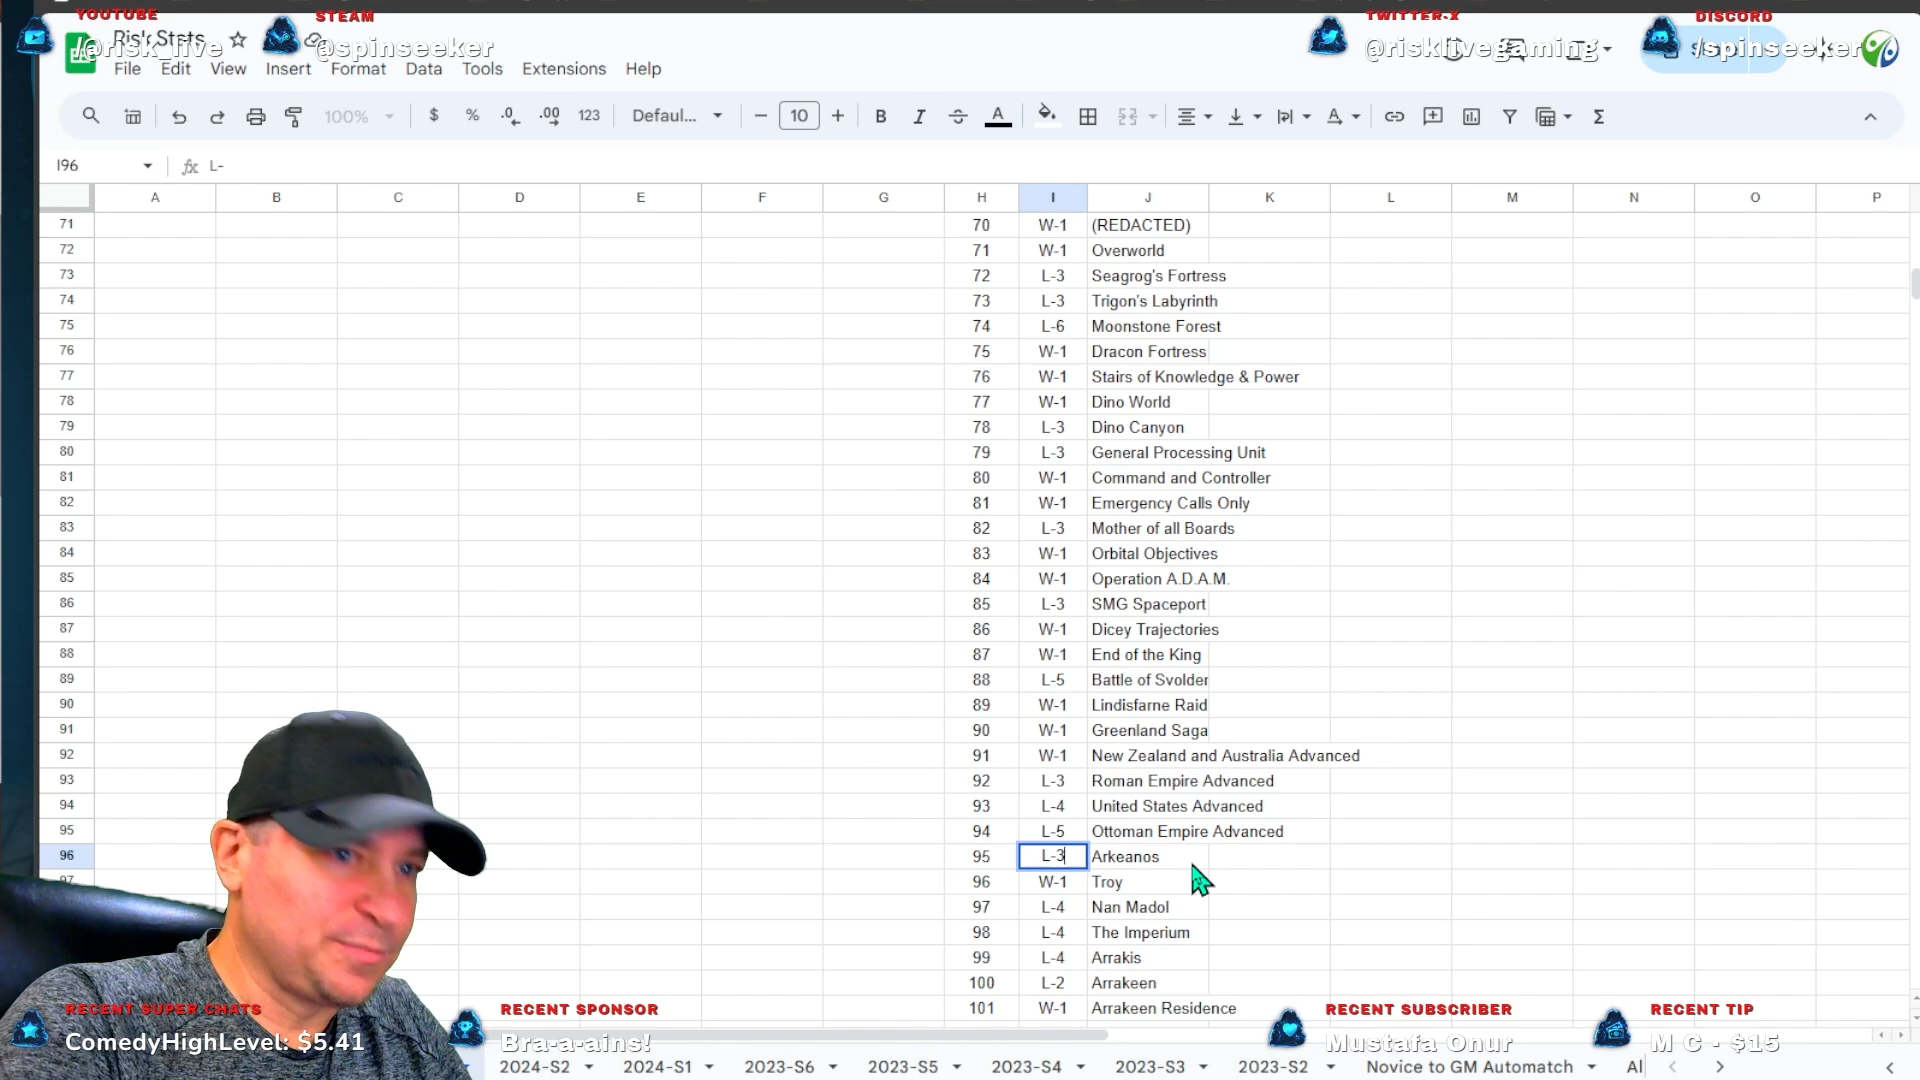 YOUTUBE
/@risk_live
STEAM
@spinseeker
TWITTER-X
@risklivegaming
DISCORD
/spinseeker
Risk Stats
File Edit View Insert Format Data Tools Extensions Help
100% $ % .0 .00 123 Defaul... 10 B I A Σ
I96 fx L-
A B C D E F G H I J K L M N O P
71 70 W-1 (REDACTED)
72 71 W-1 Overworld
73 72 L-3 Seagrog's Fortress
74 73 L-3 Trigon's Labyrinth
75 74 L-6 Moonstone Forest
76 75 W-1 Dracon Fortress
77 76 W-1 Stairs of Knowledge & Power
78 77 W-1 Dino World
79 78 L-3 Dino Canyon
80 79 L-3 General Processing Unit
81 80 W-1 Command and Controller
82 81 W-1 Emergency Calls Only
83 82 L-3 Mother of all Boards
84 83 W-1 Orbital Objectives
85 84 W-1 Operation A.D.A.M.
86 85 L-3 SMG Spaceport
87 86 W-1 Dicey Trajectories
88 87 W-1 End of the King
89 88 L-5 Battle of Svolder
90 89 W-1 Lindisfarne Raid
91 90 W-1 Greenland Saga
92 91 W-1 New Zealand and Australia Advanced
93 92 L-3 Roman Empire Advanced
94 93 L-4 United States Advanced
95 94 L-5 Ottoman Empire Advanced
96 95 L-3 Arkeanos
97 96 W-1 Troy
97 L-4 Nan Madol
98 L-4 The Imperium
99 L-4 Arrakis
100 L-2 Arrakeen
101 W-1 Arrakeen Residence
RECENT SUPER CHATS
ComedyHighLevel: $5.41
RECENT SPONSOR
Bra-a-ains!
RECENT SUBSCRIBER
Mustafa Onur
RECENT TIP
M C - $15
2024-S2 2024-S1 2023-S6 2023-S5 2023-S4 2023-S3 2023-S2 Novice to GM Automatch Al